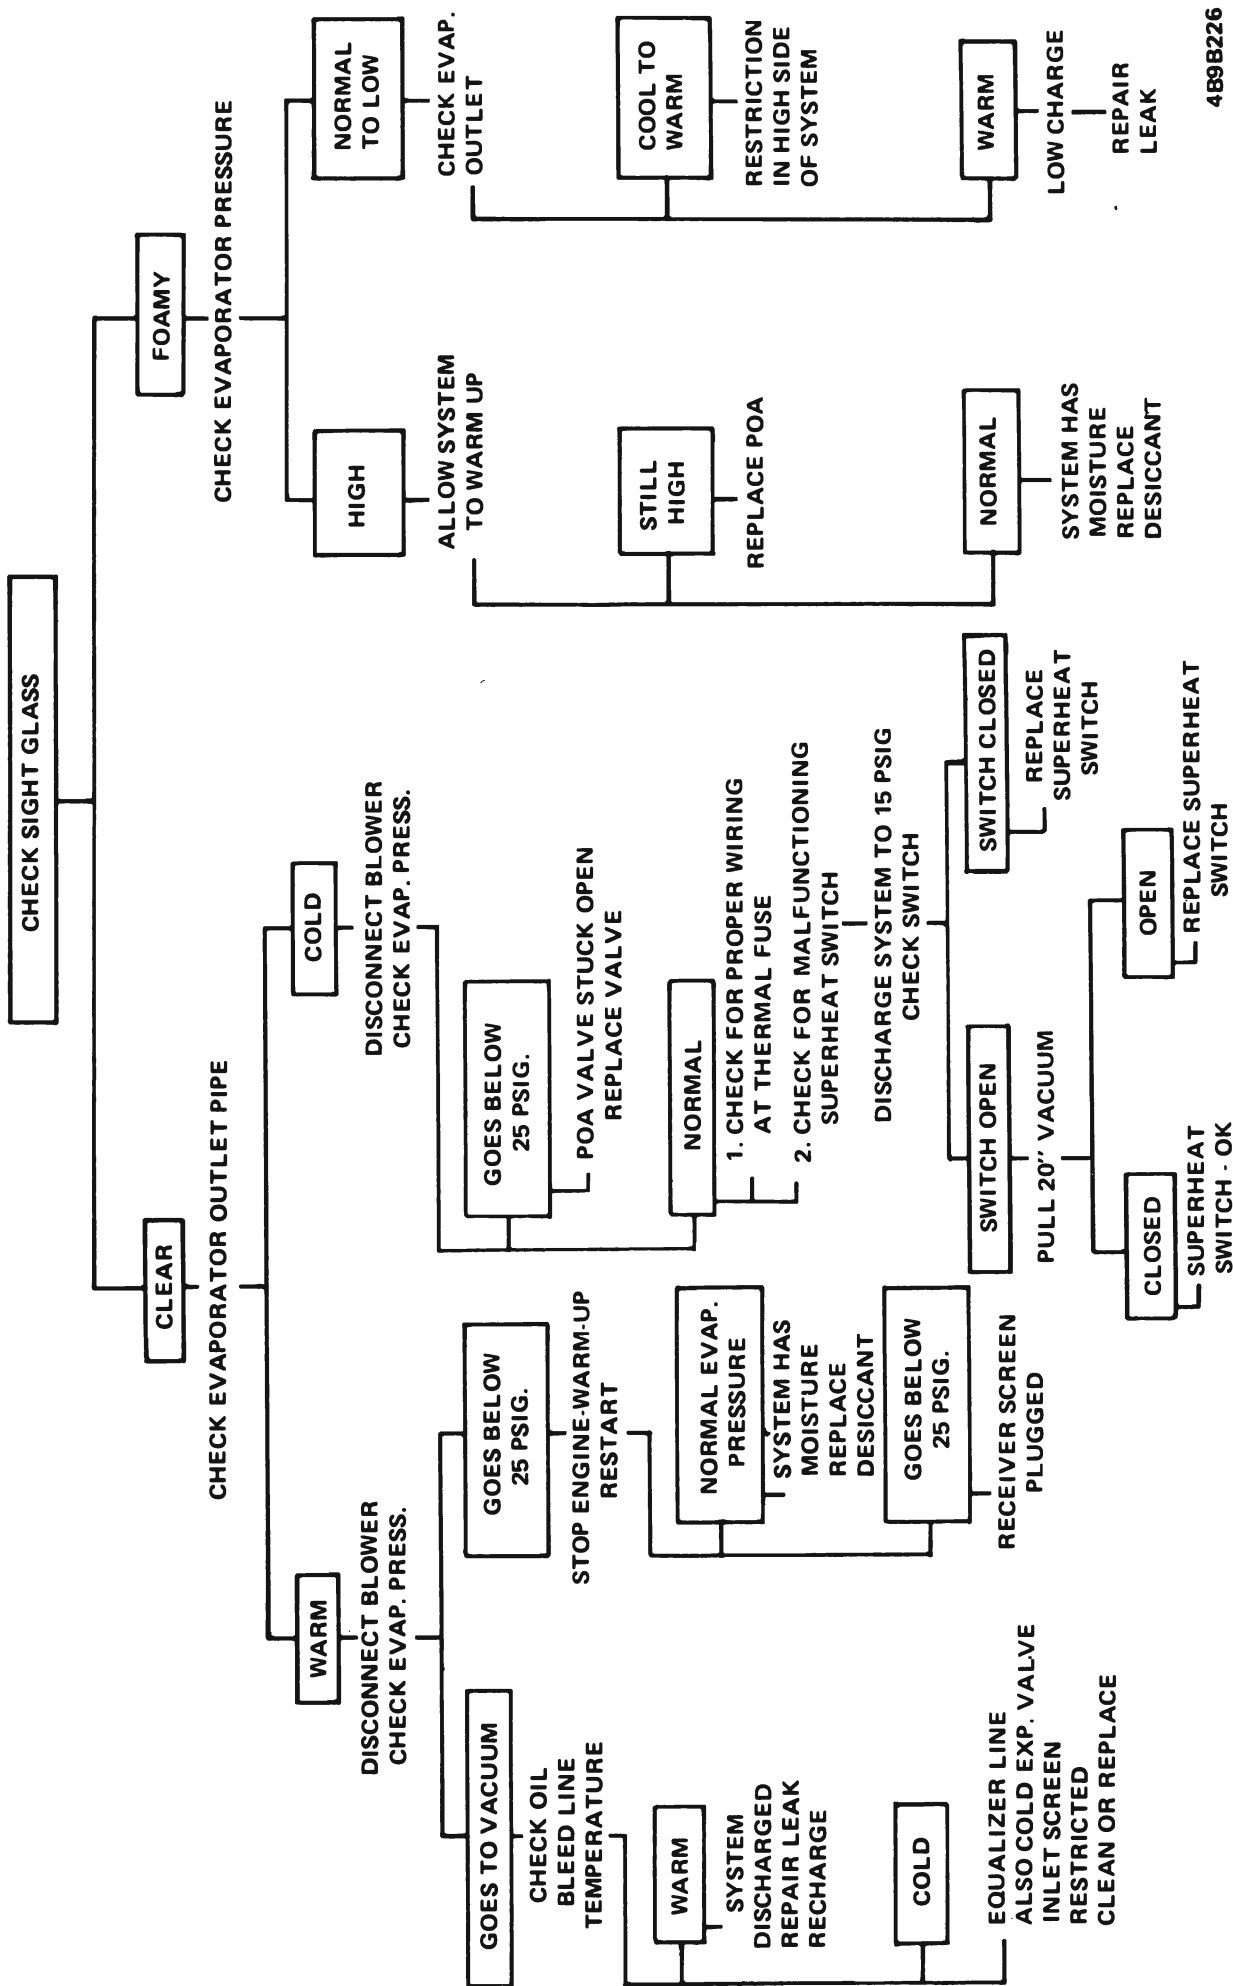 CHECK SIGHT GLASS
CLEAR
CHECK EVAPORATOR OUTLET PIPE
WARM
DISCONNECT BLOWER
CHECK EVAP. PRESS.
GOES TO VACUUM
CHECK OIL
BLEED LINE
TEMPERATURE
WARM
SYSTEM
DISCHARGED
REPAIR LEAK
RECHARGE
COLD
EQUALIZER LINE
ALSO COLD EXP. VALVE
INLET SCREEN
RESTRICTED
CLEAN OR REPLACE
GOES BELOW
25 PSIG.
STOP ENGINE-WARM-UP
RESTART
NORMAL EVAP.
PRESSURE
SYSTEM HAS
MOISTURE
REPLACE
DESICCANT
GOES BELOW
25 PSIG.
RECEIVER SCREEN
PLUGGED
COLD
DISCONNECT BLOWER
CHECK EVAP. PRESS.
GOES BELOW
25 PSIG.
POA VALVE STUCK OPEN
REPLACE VALVE
NORMAL
1. CHECK FOR PROPER WIRING
AT THERMAL FUSE
2. CHECK FOR MALFUNCTIONING
SUPERHEAT SWITCH
DISCHARGE SYSTEM TO 15 PSIG
CHECK SWITCH
SWITCH OPEN
PULL 20" VACUUM
CLOSED
SUPERHEAT
SWITCH - OK
OPEN
REPLACE SUPERHEAT
SWITCH
SWITCH CLOSED
REPLACE
SUPERHEAT
SWITCH
FOAMY
CHECK EVAPORATOR PRESSURE
HIGH
ALLOW SYSTEM
TO WARM UP
STILL
HIGH
REPLACE POA
NORMAL
SYSTEM HAS
MOISTURE
REPLACE
DESICCANT
NORMAL
TO LOW
CHECK EVAP.
OUTLET
COOL TO
WARM
RESTRICTION
IN HIGH SIDE
OF SYSTEM
WARM
LOW CHARGE
REPAIR
LEAK
4B9B226